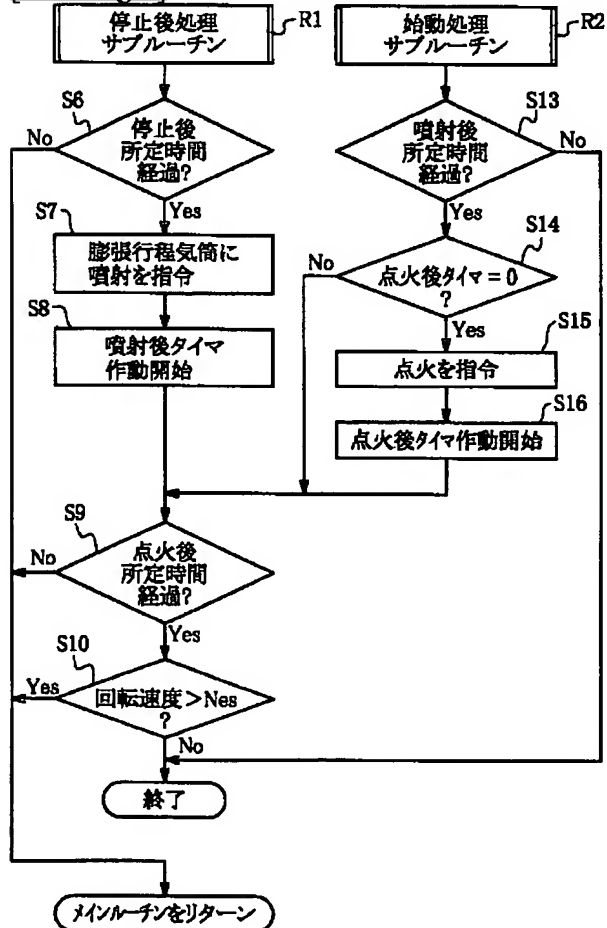 停止後処理
サブルーチン
R1
始動処理
サブルーチン
R2
S6
停止後
所定時間
経過?
No
Yes
S7
膨張行程気筒に
噴射を指令
S8
噴射後タイマ
作動開始
S13
噴射後
所定時間
経過?
No
Yes
S14
点火後タイマ=0
?
No
Yes
S15
点火を指令
S16
点火後タイマ作動開始
S9
点火後
所定時間
経過?
No
Yes
S10
回転速度>Nes
?
Yes
No
終了
メインルーチンをリターン